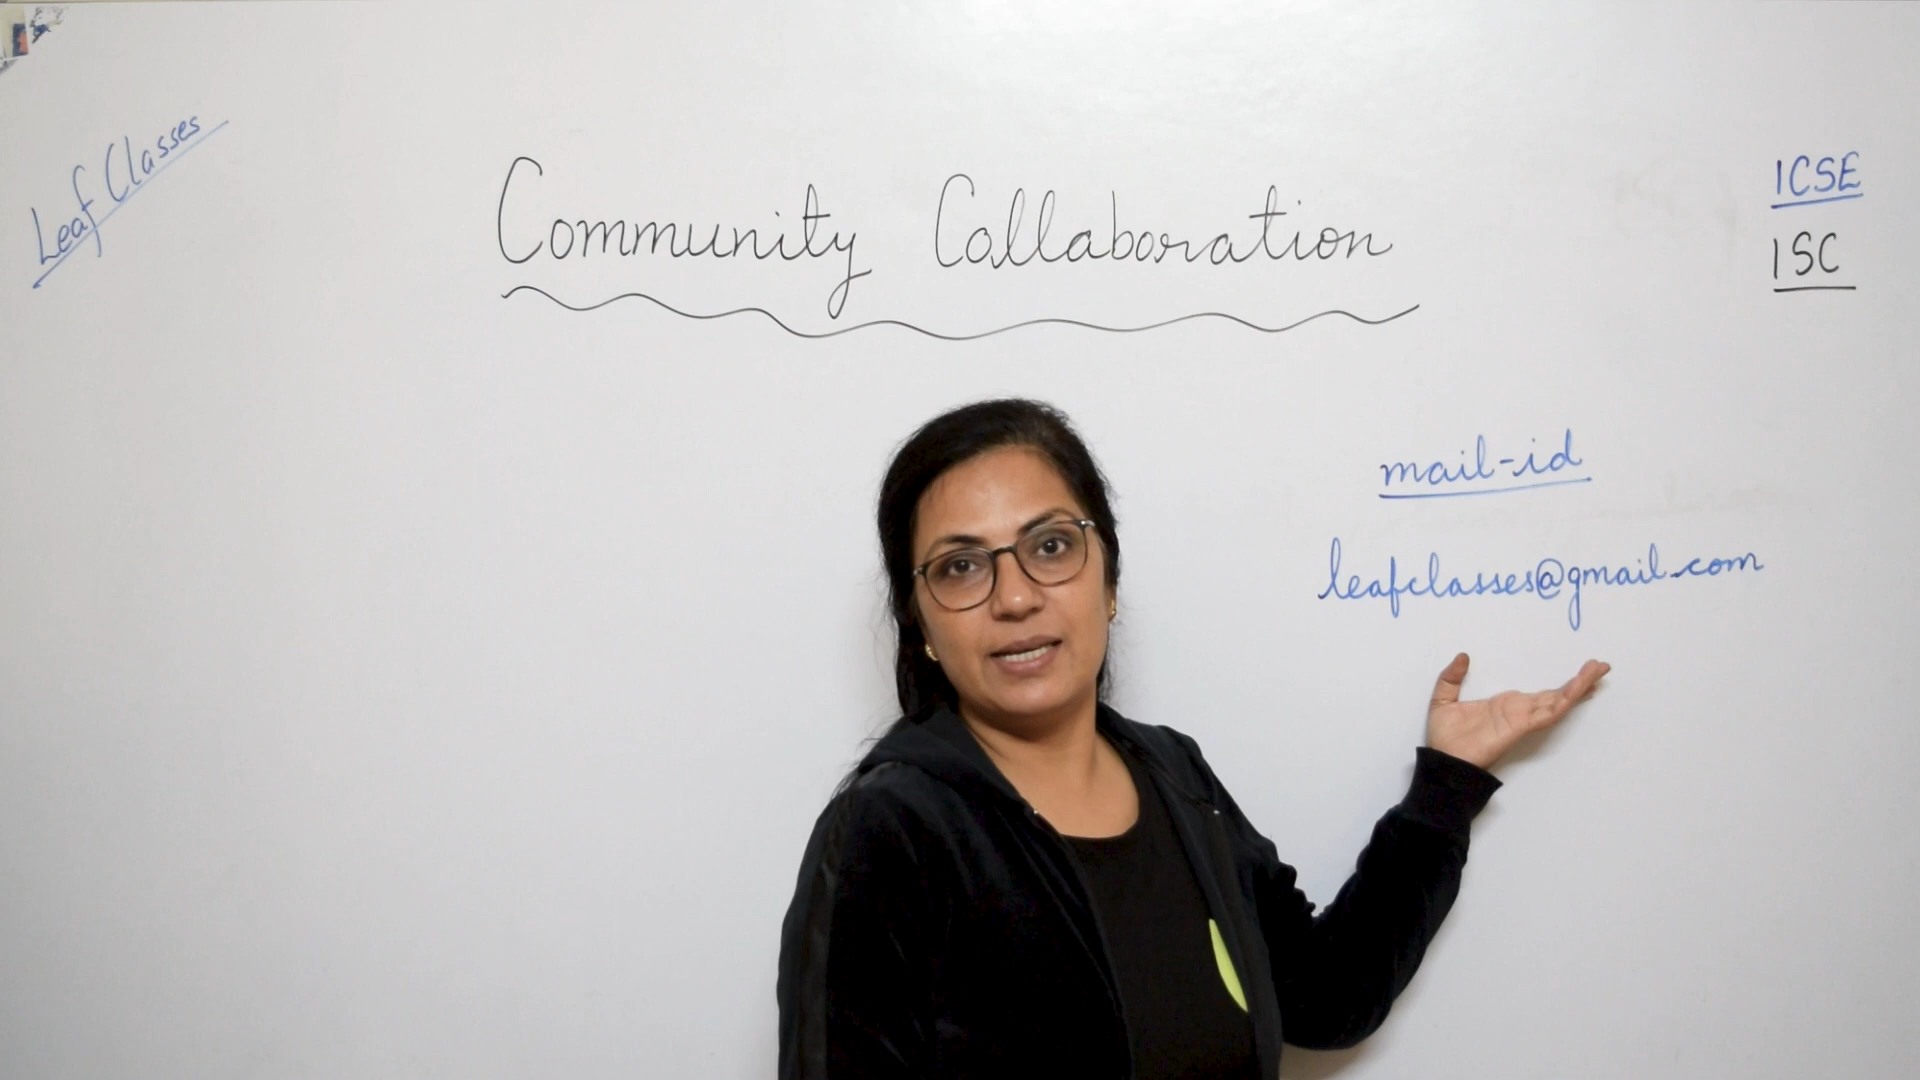 Leaf Classes
Community Collaboration
ICSE
ISC
mail-id
leafclasses@gmail.com